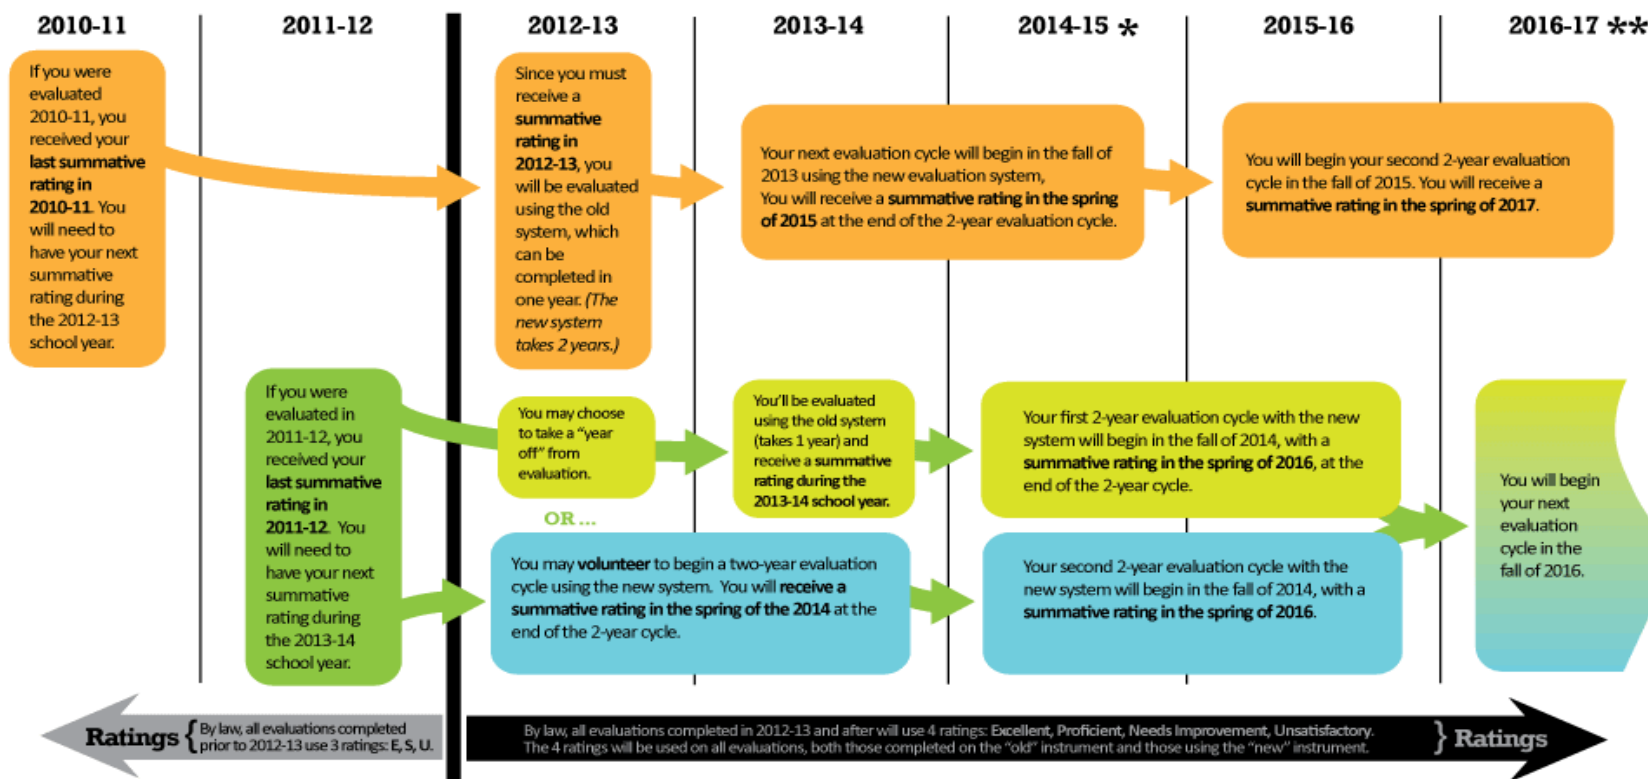 2010-11
2011-12
2012-13
2013-14
2014-15 *
2015-16
2016-17 **
If you were
evaluated
2010-11, you
received your
last summative
rating in
2010-11. You
will need to
have your next
summative
rating during
the 2012-13
school year.
Since you must
receive a
summative
rating in
2012-13, you
will be evaluated
using the old
system, which
can be
completed in
one year. (The
new system
takes 2 years.)
Your next evaluation cycle will begin in the fall of
2013 using the new evaluation system,
You will receive a summative rating in the spring
of 2015 at the end of the 2-year evaluation cycle.
You will begin your second 2-year evaluation
cycle in the fall of 2015. You will receive a
summative rating in the spring of 2017.
If you were
evaluated in
2011-12, you
received your
last summative
rating in
2011-12. You
will need to
have your next
summative
rating during
the 2013-14
school year.
You may choose
to take a “year
off” from
evaluation.
You’ll be evaluated
using the old system
(takes 1 year) and
receive a summative
rating during the
2013-14 school year.
Your first 2-year evaluation cycle with the new
system will begin in the fall of 2014, with a
summative rating in the spring of 2016, at the
end of the 2-year cycle.
OR ...
You may volunteer to begin a two-year evaluation
cycle using the new system. You will receive a
summative rating in the spring of the 2014 at the
end of the 2-year cycle.
Your second 2-year evaluation cycle with the
new system will begin in the fall of 2014, with a
summative rating in the spring of 2016.
You will begin
your next
evaluation
cycle in the
fall of 2016.
Ratings { By law, all evaluations completed
prior to 2012-13 use 3 ratings: E, S, U.
By law, all evaluations completed in 2012-13 and after will use 4 ratings: Excellent, Proficient, Needs Improvement, Unsatisfactory.
The 4 ratings will be used on all evaluations, both those completed on the “old” instrument and those using the “new” instrument.
} Ratings